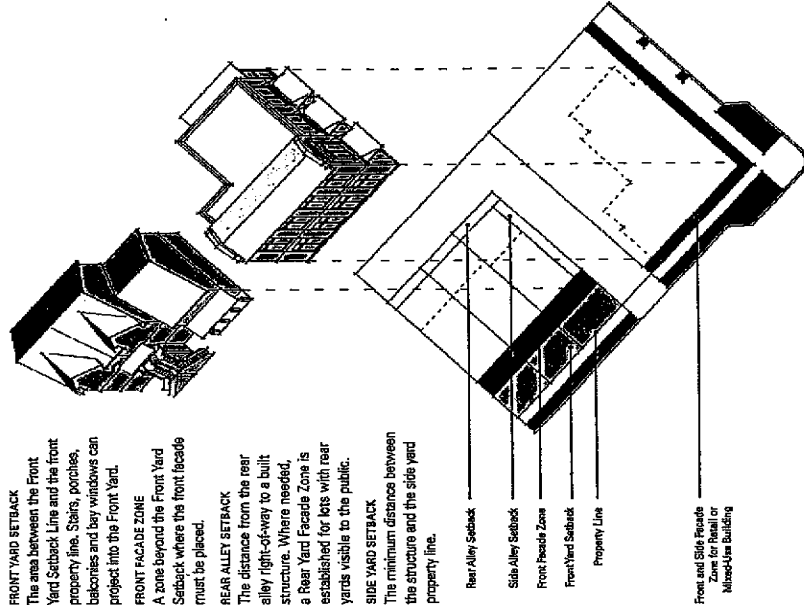 FRONT YARD SETBACK
The area between the Front
Yard Setback Line and the front
property line. Stairs, porches,
balconies and bay windows can
project into the Front Yard.
FRONT FACADE ZONE
A zone beyond the Front Yard
Setback where the front facade
must be placed.
REAR ALLEY SETBACK
The distance from the rear
alley right-of-way to a built
structure. Where needed,
a Rear Yard Facade Zone is
established for lots with rear
yards visible to the public.
SIDE YARD SETBACK
The minimum distance between
the structure and the side yard
property line.
Rear Alley Setback
Side Alley Setback
Front Facade Zone
Front Yard Setback
Property Line
Front and Side Facade
Zone for Retail or
Mixed-Use Building